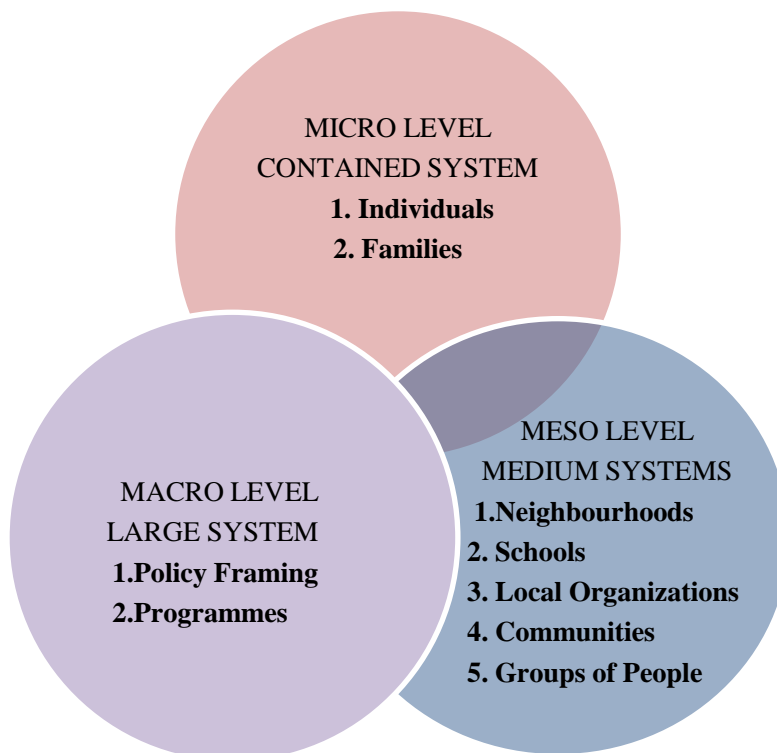 MICRO LEVEL
CONTAINED SYSTEM
1. Individuals
2. Families
MACRO LEVEL
LARGE SYSTEM
1.Policy Framing
2.Programmes
MESO LEVEL
MEDIUM SYSTEMS
1.Neighbourhoods
2. Schools
3. Local Organizations
4. Communities
5. Groups of People